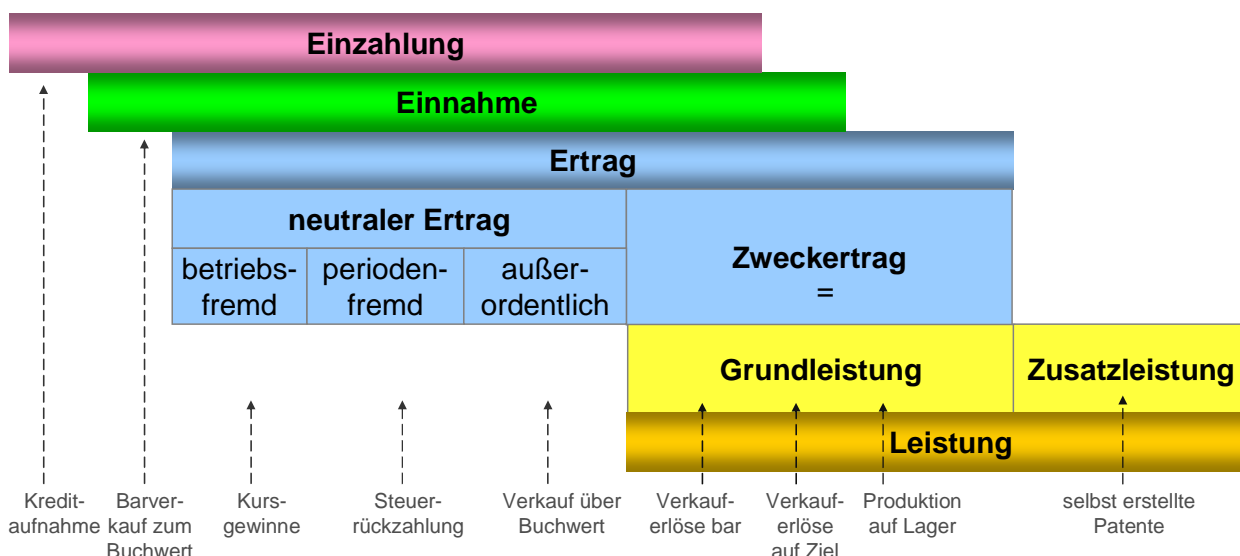 Einzahlung
Einnahme
Ertrag
neutraler Ertrag
betriebs-
fremd
perioden-
fremd
außer-
ordentlich
Zweckertrag
=
Grundleistung
Zusatzleistung
Leistung
Kredit-
aufnahme
Barver-
kauf zum
Buchwert
Kurs-
gewinne
Steuer-
rückzahlung
Verkauf über
Buchwert
Verkauf-
erlöse bar
Verkauf-
erlöse
auf Ziel
Produktion
auf Lager
selbst erstellte
Patente